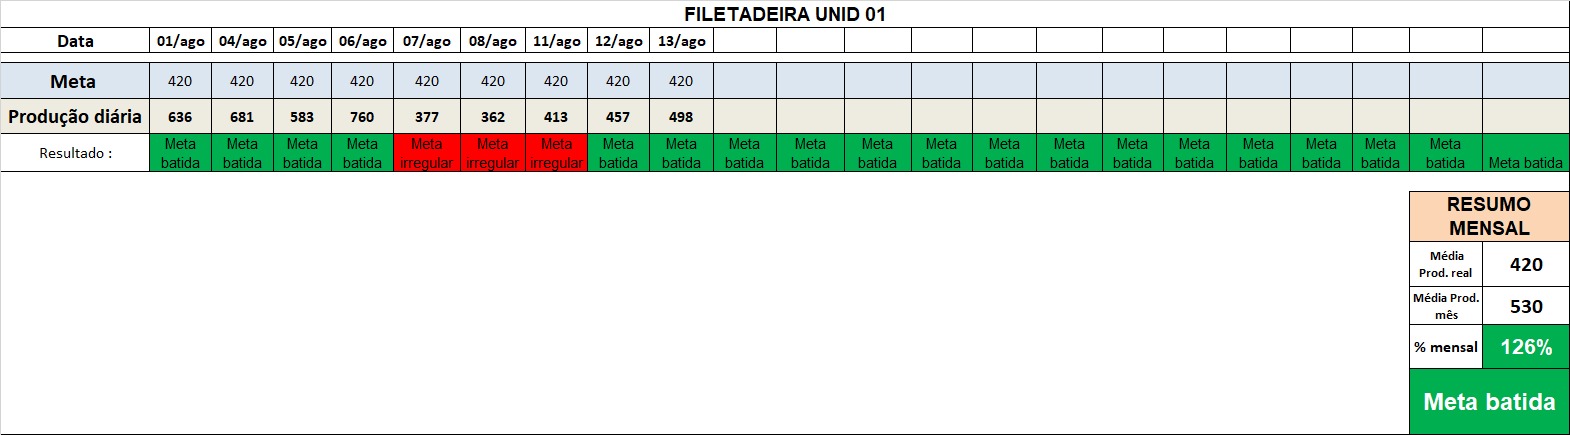 FILETADEIRA UNID 01
Data 01/ago 04/ago 05/ago 06/ago 07/ago 08/ago 11/ago 12/ago 13/ago
Meta 420 420 420 420 420 420 420 420 420
Produção diária 636 681 583 760 377 362 413 457 498
Resultado : Meta batida Meta batida Meta batida Meta batida Meta irregular Meta irregular Meta irregular Meta batida Meta batida Meta batida Meta batida Meta batida Meta batida Meta batida Meta batida Meta batida Meta batida Meta batida Meta batida Meta batida Meta batida Meta batida
RESUMO
MENSAL
Média
Prod. real 420
Média Prod.
mês 530
% mensal 126%
Meta batida